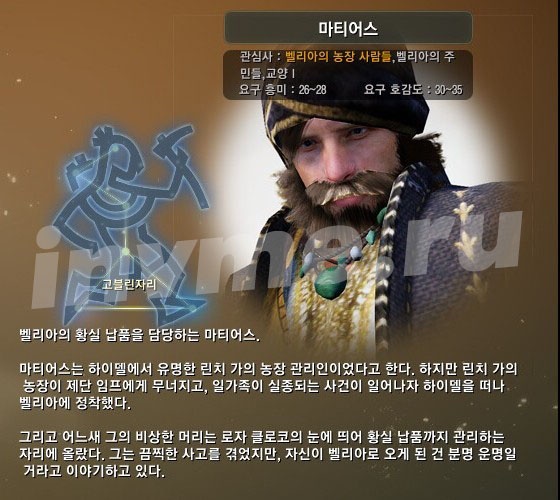 마티어스
관심사 : 벨리아의 농장 사람들,벨리아의 주
민들,교양 I
요구 흥미 : 26~28 요구 호감도 : 30~35
고블린자리
inyme.ru
벨리아의 황실 납품을 담당하는 마티어스.
마티어스는 하이델에서 유명한 린치 가의 농장 관리인이었다고 한다. 하지만 린치 가의
농장이 제단 임프에게 무너지고, 일가족이 실종되는 사건이 일어나자 하이델을 떠나
벨리아에 정착했다.
그리고 어느새 그의 비상한 머리는 로자 클로코의 눈에 띄어 황실 납품까지 관리하는
자리에 올랐다. 그는 끔찍한 사고를 겪었지만, 자신이 벨리아로 오게 된 건 분명 운명일
거라고 이야기하고 있다.